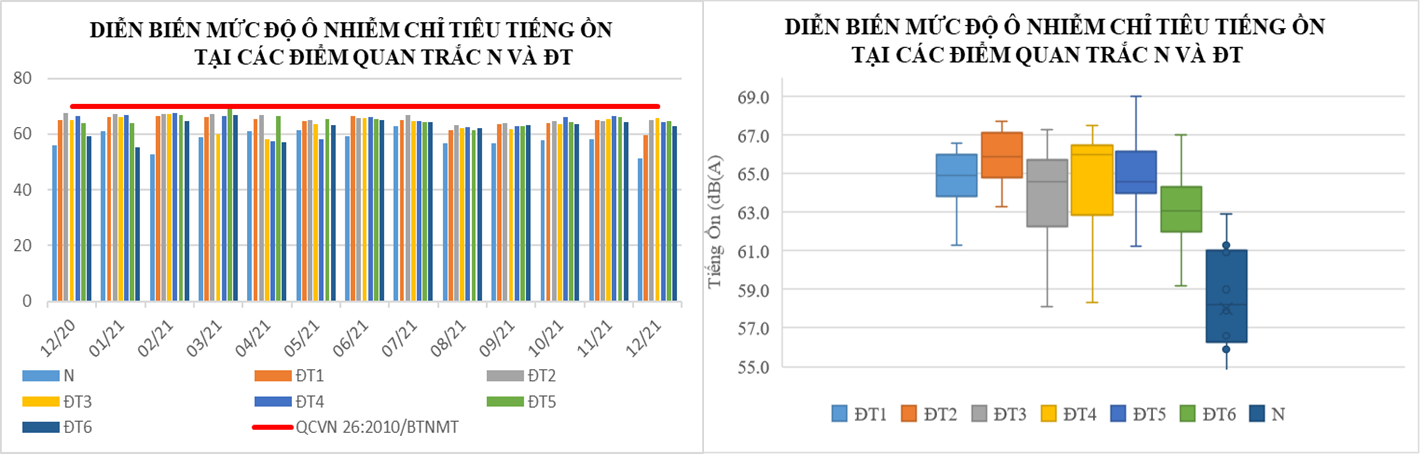 DIỄN BIẾN MỨC ĐỘ Ô NHIỄM CHỈ TIÊU TIẾNG ỒN
TẠI CÁC ĐIỂM QUAN TRẮC N VÀ ĐT
80
60
40
20
0
12/20 01/21 02/21 03/21 04/21 05/21 06/21 07/21 08/21 09/21 10/21 11/21 12/21
N ĐT1 ĐT2
ĐT3 ĐT4 ĐT5
ĐT6 QCVN 26:2010/BTNMT
DIỄN BIẾN MỨC ĐỘ Ô NHIỄM CHỈ TIÊU TIẾNG ỒN
TẠI CÁC ĐIỂM QUAN TRẮC N VÀ ĐT
Tiếng Ồn (dB(A)
69.0
67.0
65.0
63.0
61.0
59.0
57.0
55.0
ĐT1 ĐT2 ĐT3 ĐT4 ĐT5 ĐT6 N